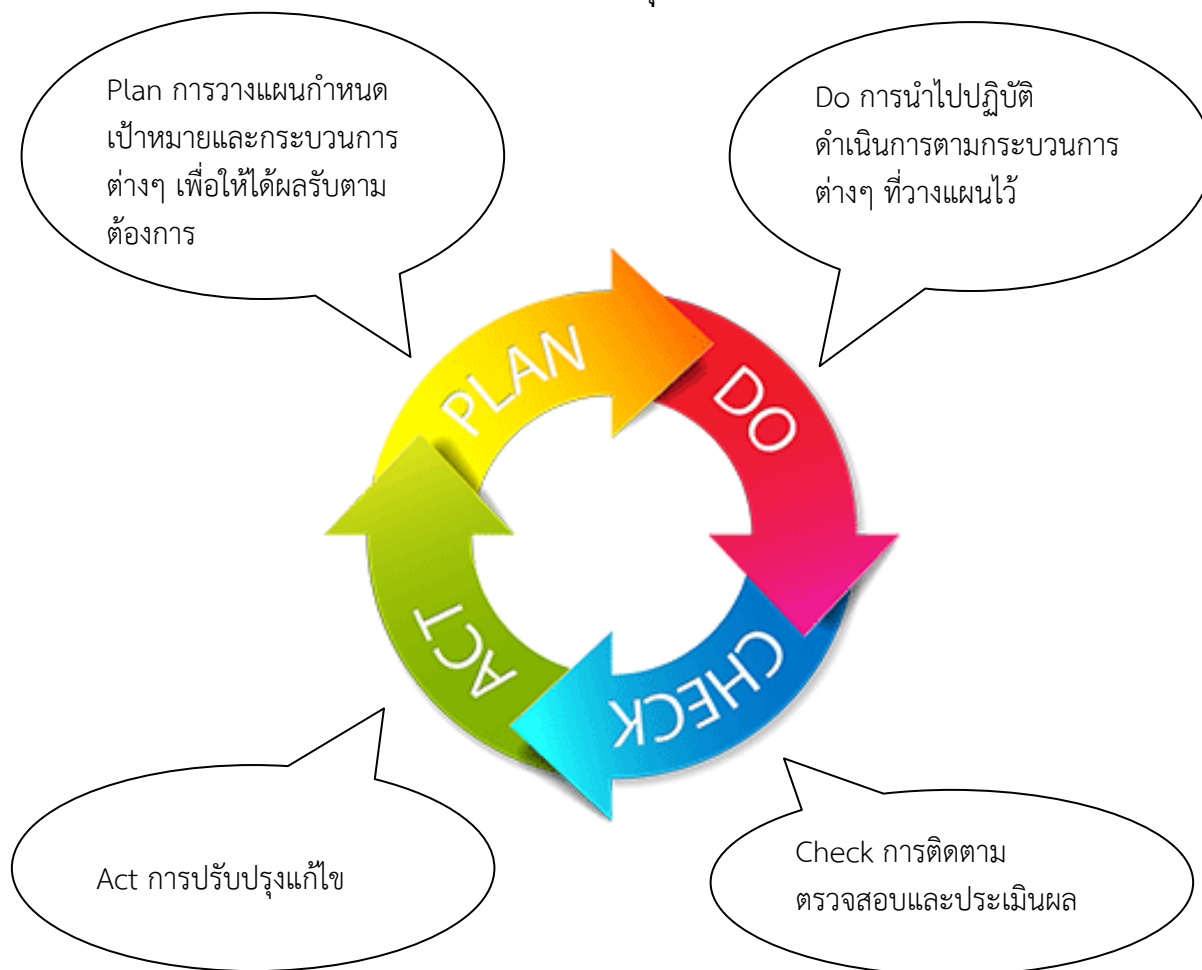 Plan การวางแผนกำหนด
เป้าหมายและกระบวนการ
ต่างๆ เพื่อให้ได้ผลรับตาม
ต้องการ
Do การนำไปปฏิบัติ
ดำเนินการตามกระบวนการ
ต่างๆ ที่วางแผนไว้
PLAN
DO
ACT
CHECK
Act การปรับปรุงแก้ไข
Check การติดตาม
ตรวจสอบและประเมินผล